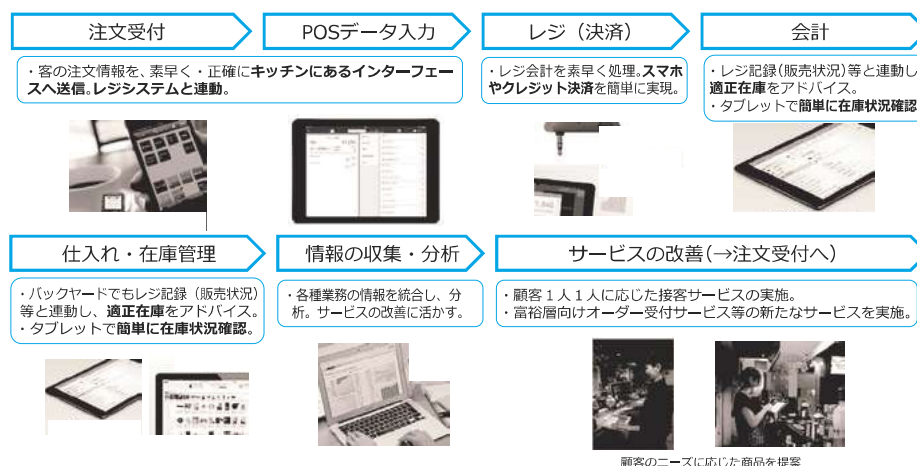 注文受付
POSデータ入力
レジ（決済）
会計
・客の注文情報を、素早く・正確にキッチンにあるインターフェー
スへ送信。レジシステムと連動。
・レジ会計を素早く処理。スマホ
やクレジット決済を簡単に実現。
・レジ記録(販売状況)等と連動し
適正在庫をアドバイス。
・タブレットで簡単に在庫状況確認
仕入れ・在庫管理
情報の収集・分析
サービスの改善(→注文受付へ)
・バックヤードでもレジ記録（販売状況）
等と連動し、適正在庫をアドバイス。
・タブレットで簡単に在庫状況確認。
・各種業務の情報を統合し、分
析。サービスの改善に活かす。
・顧客１人１人に応じた接客サービスの実施。
・富裕層向けオーダー受付サービス等の新たなサービスを実施。
顧客のニーズに応じた商品を提案